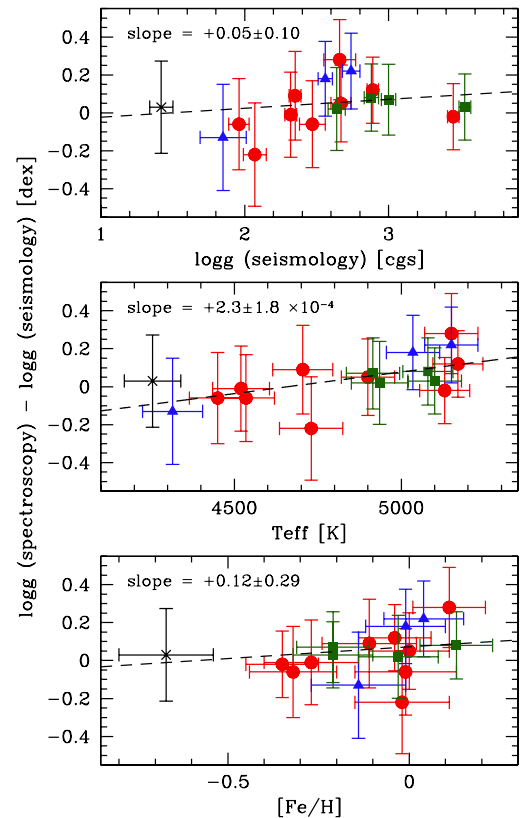 logg (spectroscopy) − logg (seismology) [dex]
slope = +0.05±0.10
0.4
0.2
0
−0.2
−0.4
1 2 3
logg (seismology) [cgs]
slope = +2.3±1.8 ×10⁻⁴
0.4
0.2
0
−0.2
−0.4
4500 5000
Teff [K]
slope = +0.12±0.29
0.4
0.2
0
−0.2
−0.4
−0.5 0
[Fe/H]